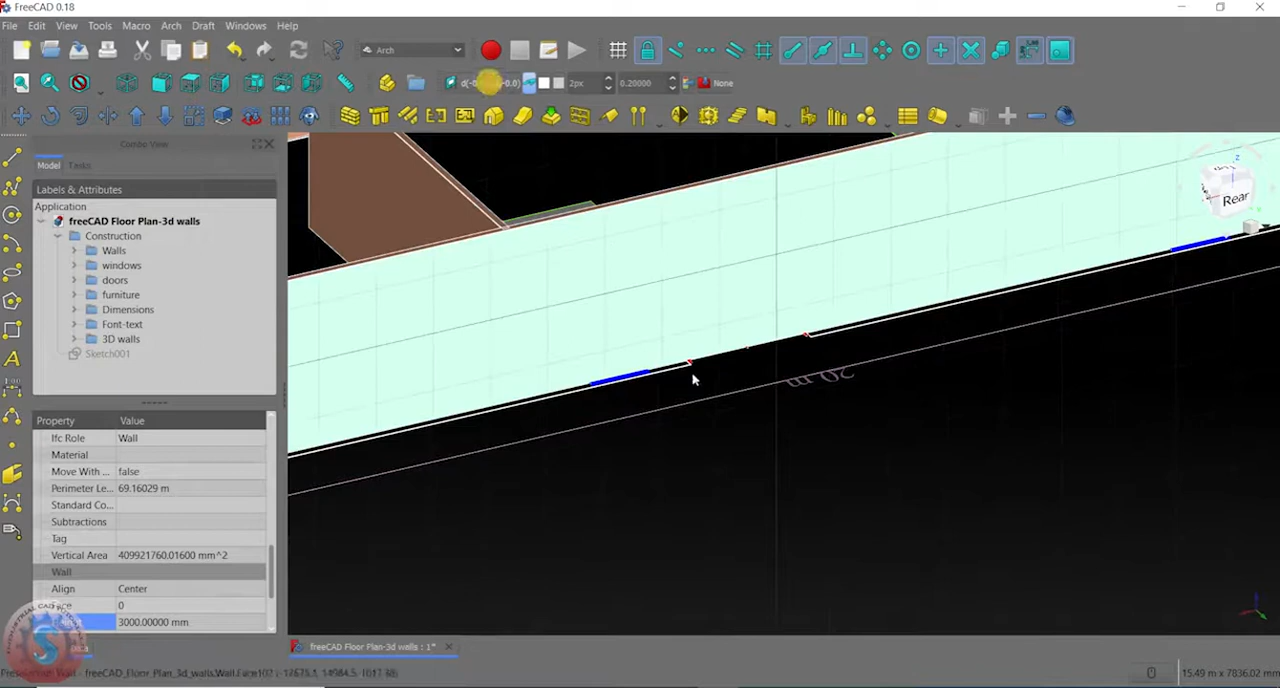 FreeCAD 0.18
File Edit View Tools Macro Arch Draft Windows Help
Arch
2px 0.20000 None
Combo View
Model Tasks
Labels & Attributes
Application
freeCAD Floor Plan-3d walls
Construction
Walls
windows
doors
furniture
Dimensions
Font-text
3D walls
Sketch001
Property Value
Ifc Role Wall
Material
Move With ... false
Perimeter Le... 69.16029 m
Standard Co...
Subtractions
Tag
Vertical Area 409921760.01600 mm^2
Wall
Align Center
0
3000.00000 mm
Rear
z
20 m
freeCAD Floor Plan-3d walls : 1*
15.49 m x 7836.02 mm